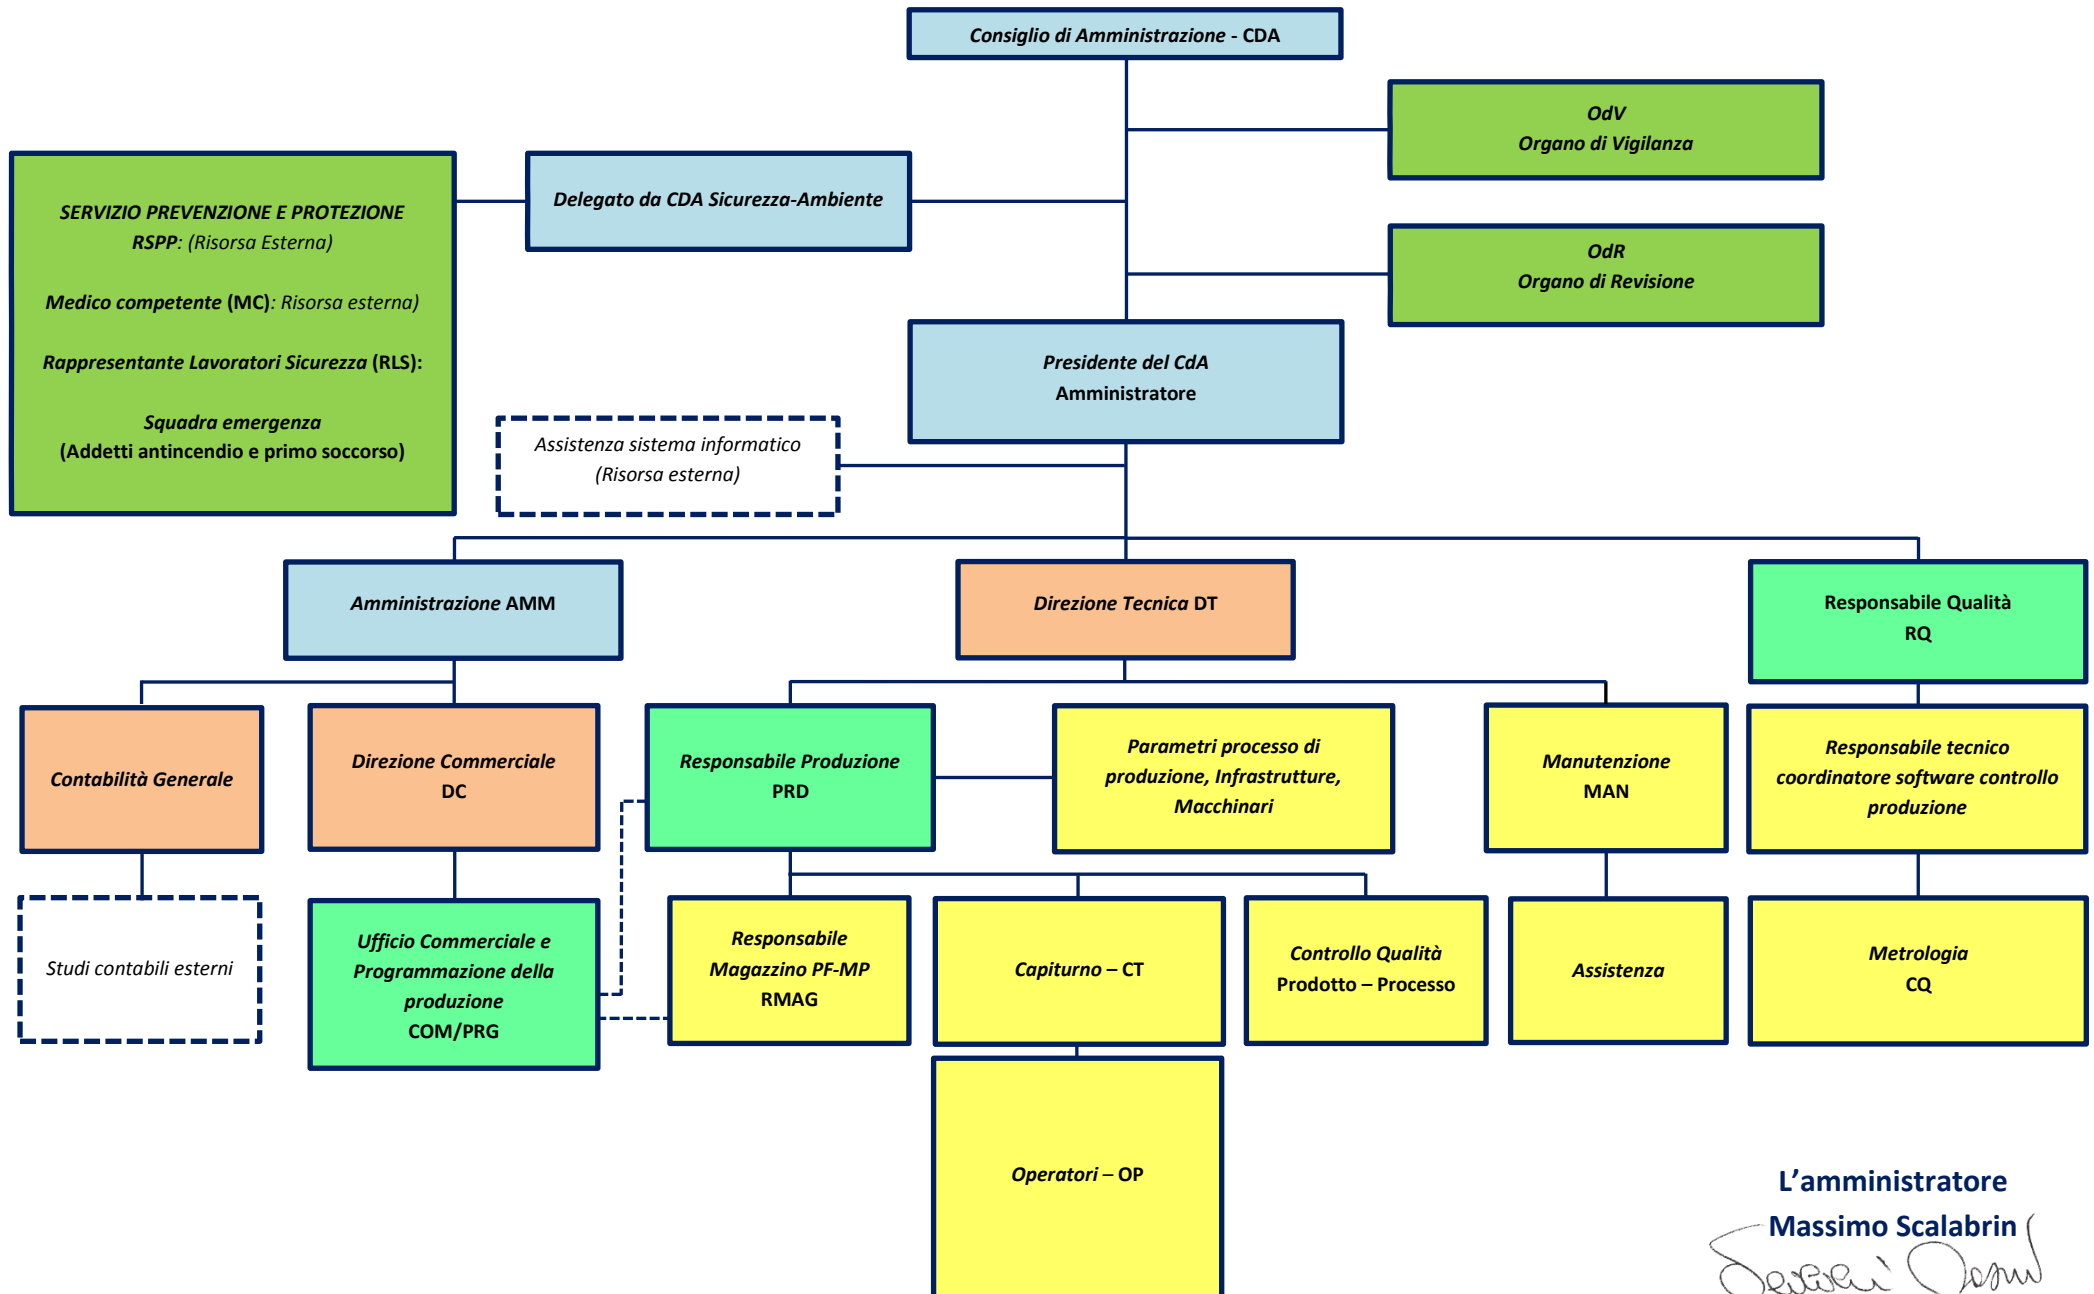 Consiglio di Amministrazione - CDA
OdV
Organo di Vigilanza
Delegato da CDA Sicurezza-Ambiente
SERVIZIO PREVENZIONE E PROTEZIONE
RSPP: (Risorsa Esterna)
Medico competente (MC): Risorsa esterna)
Rappresentante Lavoratori Sicurezza (RLS):
Squadra emergenza
(Addetti antincendio e primo soccorso)
OdR
Organo di Revisione
Presidente del CdA
Amministratore
Assistenza sistema informatico
(Risorsa esterna)
Amministrazione AMM
Direzione Tecnica DT
Responsabile Qualità
RQ
Contabilità Generale
Direzione Commerciale
DC
Responsabile Produzione
PRD
Parametri processo di
produzione, Infrastrutture,
Macchinari
Manutenzione
MAN
Responsabile tecnico
coordinatore software controllo
produzione
Studi contabili esterni
Ufficio Commerciale e
Programmazione della
produzione
COM/PRG
Responsabile
Magazzino PF-MP
RMAG
Capiturno – CT
Controllo Qualità
Prodotto – Processo
Assistenza
Metrologia
CQ
Operatori – OP
L'amministratore
Massimo Scalabrin